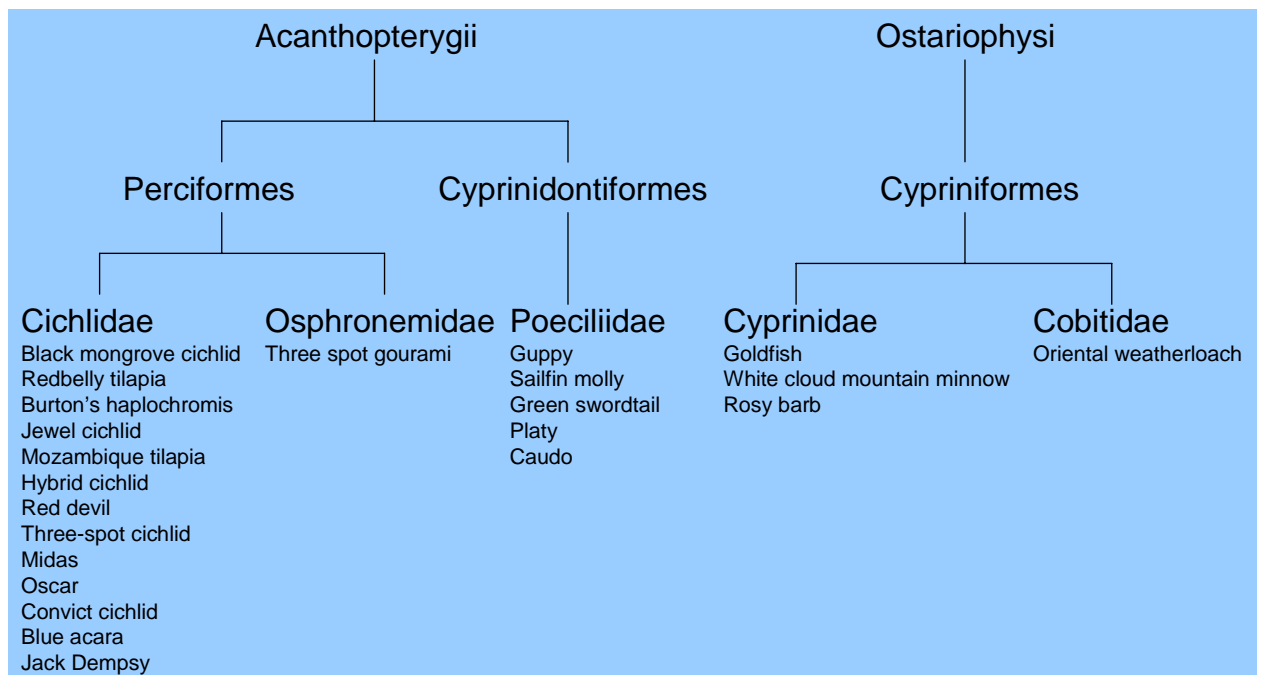 Acanthopterygii
Ostariophysi
Perciformes
Cyprinidontiformes
Cypriniformes
Cichlidae
Black mongrove cichlid
Redbelly tilapia
Burton's haplochromis
Jewel cichlid
Mozambique tilapia
Hybrid cichlid
Red devil
Three-spot cichlid
Midas
Oscar
Convict cichlid
Blue acara
Jack Dempsy
Osphronemidae
Three spot gourami
Poeciliidae
Guppy
Sailfin molly
Green swordtail
Platy
Caudo
Cyprinidae
Goldfish
White cloud mountain minnow
Rosy barb
Cobitidae
Oriental weatherloach